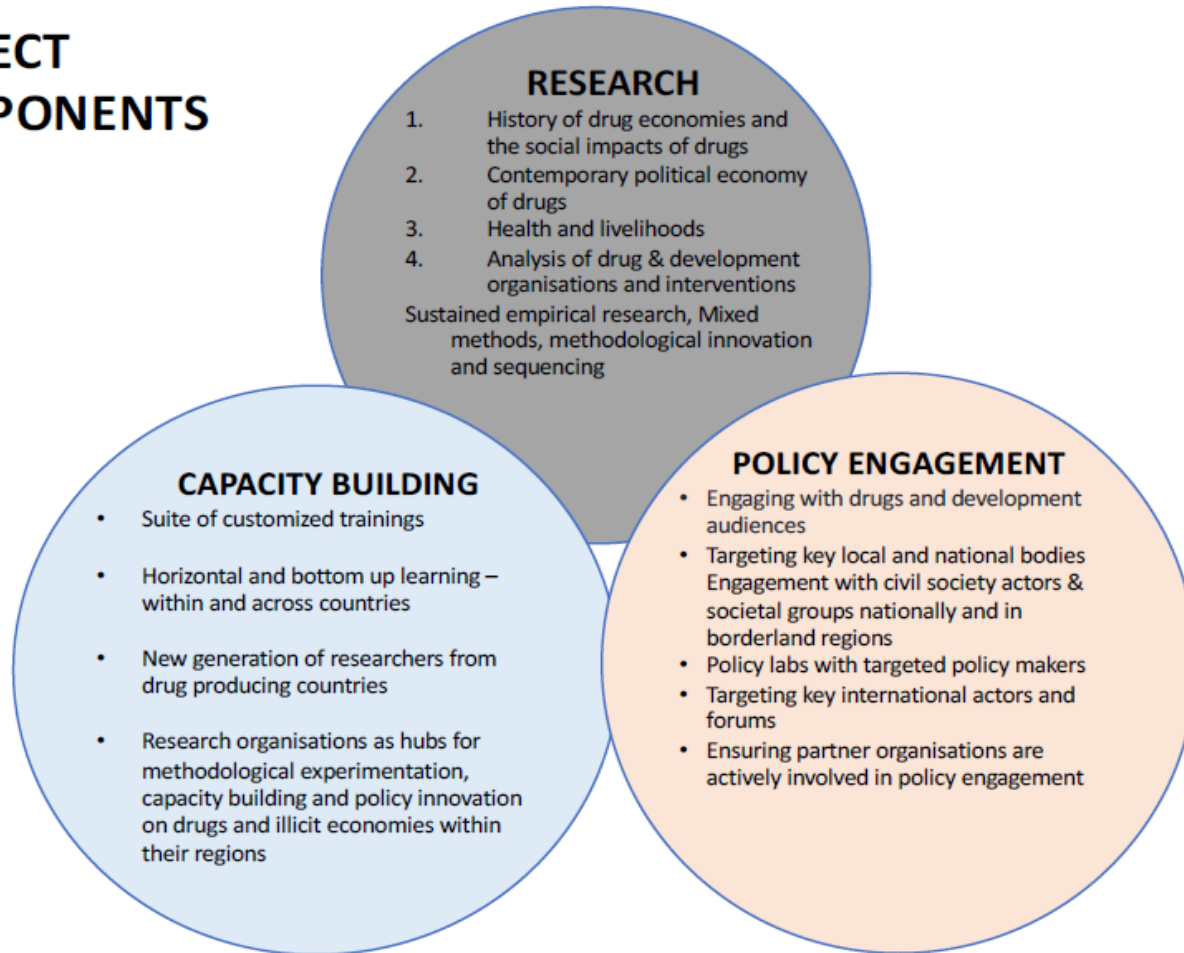 ECT
PONENTS
RESEARCH
1. History of drug economies and
the social impacts of drugs
2. Contemporary political economy
of drugs
3. Health and livelihoods
4. Analysis of drug & development
organisations and interventions
Sustained empirical research, Mixed
methods, methodological innovation
and sequencing
CAPACITY BUILDING
• Suite of customized trainings
• Horizontal and bottom up learning –
within and across countries
• New generation of researchers from
drug producing countries
• Research organisations as hubs for
methodological experimentation,
capacity building and policy innovation
on drugs and illicit economies within
their regions
POLICY ENGAGEMENT
• Engaging with drugs and development
audiences
• Targeting key local and national bodies
Engagement with civil society actors &
societal groups nationally and in
borderland regions
• Policy labs with targeted policy makers
• Targeting key international actors and
forums
• Ensuring partner organisations are
actively involved in policy engagement